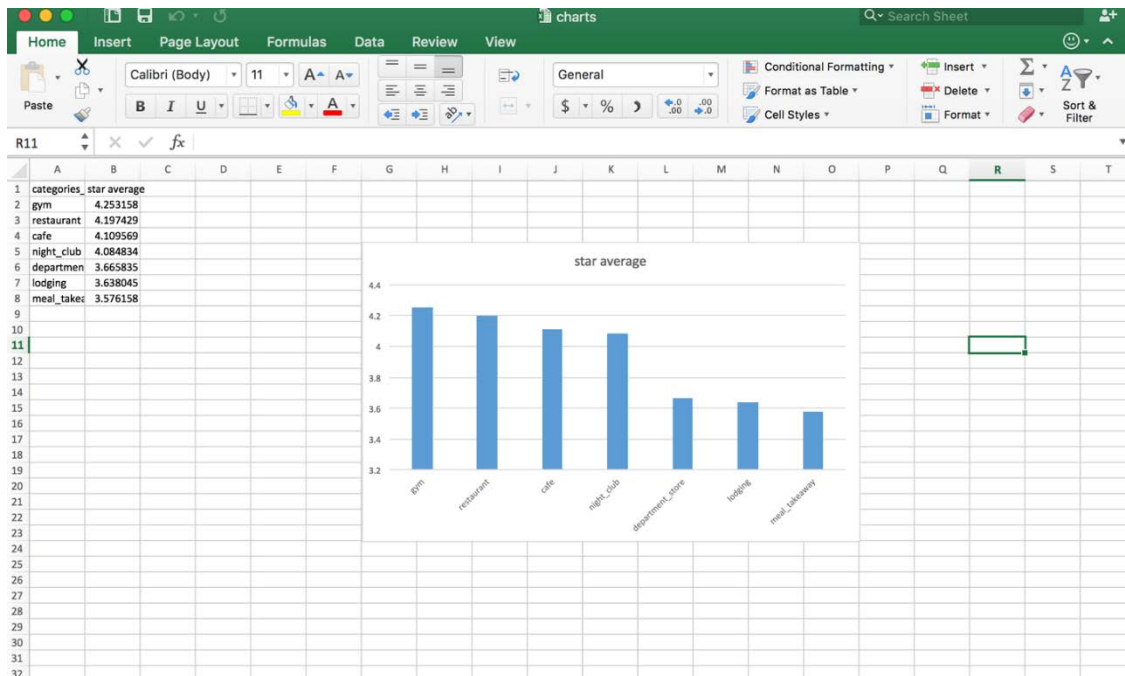 charts
Search Sheet
Home Insert Page Layout Formulas Data Review View
Paste
Calibri (Body) 11 A A
B I U A
General
$ % .0 .00 .00 .0
Conditional Formatting
Format as Table
Cell Styles
Insert
Delete
Format
Σ
A Z
Sort &
Filter
R11 fx
A B C D E F G H I J K L M N O P Q R S T
1 categories_ star average
2 gym 4.253158
3 restaurant 4.197429
4 cafe 4.109569
5 night_club 4.084834
6 departmen 3.665835
7 lodging 3.638045
8 meal_takea 3.576158
9
10
11
12
13
14
15
16
17
18
19
20
21
22
23
24
25
26
27
28
29
30
31
32
star average
4.4
4.2
4
3.8
3.6
3.4
3.2
gym restaurant cafe night_club department_store lodging meal_takeaway